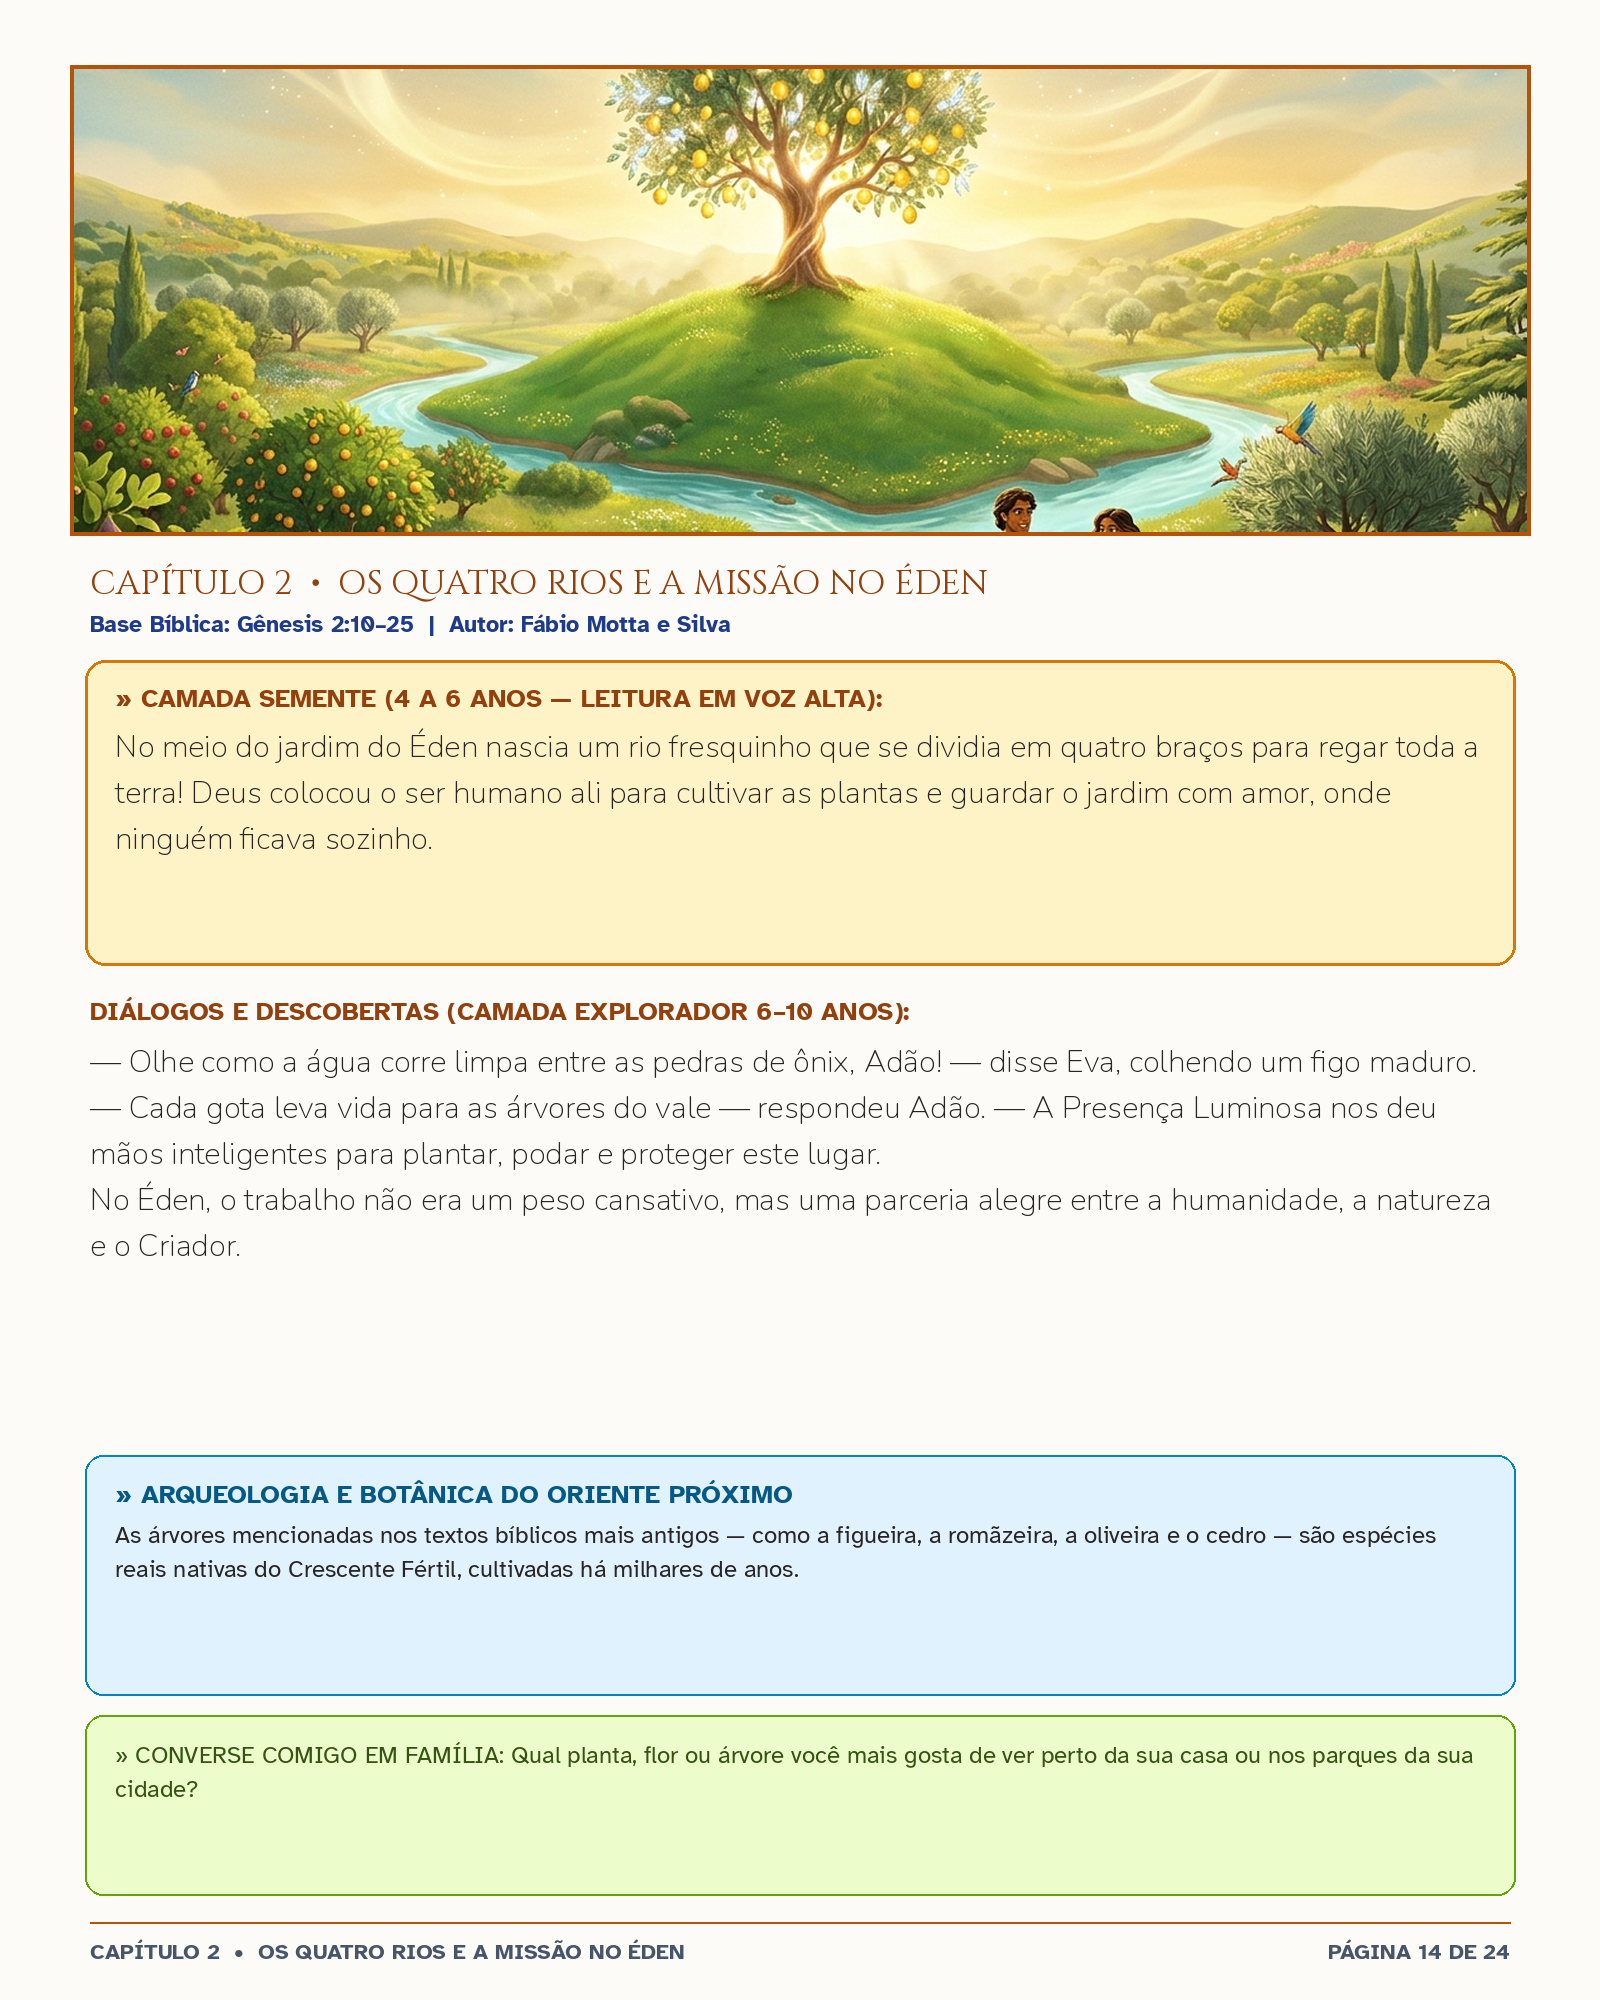 CAPÍTULO 2 • OS QUATRO RIOS E A MISSÃO NO ÉDEN
Base Bíblica: Gênesis 2:10–25 | Autor: Fábio Motta e Silva
» CAMADA SEMENTE (4 A 6 ANOS — LEITURA EM VOZ ALTA):
No meio do jardim do Éden nascia um rio fresquinho que se dividia em quatro braços para regar toda a
terra! Deus colocou o ser humano ali para cultivar as plantas e guardar o jardim com amor, onde
ninguém ficava sozinho.
DIÁLOGOS E DESCOBERTAS (CAMADA EXPLORADOR 6–10 ANOS):
— Olhe como a água corre limpa entre as pedras de ônix, Adão! — disse Eva, colhendo um figo maduro.
— Cada gota leva vida para as árvores do vale — respondeu Adão. — A Presença Luminosa nos deu
mãos inteligentes para plantar, podar e proteger este lugar.
No Éden, o trabalho não era um peso cansativo, mas uma parceria alegre entre a humanidade, a natureza
e o Criador.
» ARQUEOLOGIA E BOTÂNICA DO ORIENTE PRÓXIMO
As árvores mencionadas nos textos bíblicos mais antigos — como a figueira, a romãzeira, a oliveira e o cedro — são espécies
reais nativas do Crescente Fértil, cultivadas há milhares de anos.
» CONVERSE COMIGO EM FAMÍLIA: Qual planta, flor ou árvore você mais gosta de ver perto da sua casa ou nos parques da sua
cidade?
CAPÍTULO 2 • OS QUATRO RIOS E A MISSÃO NO ÉDEN
PÁGINA 14 DE 24